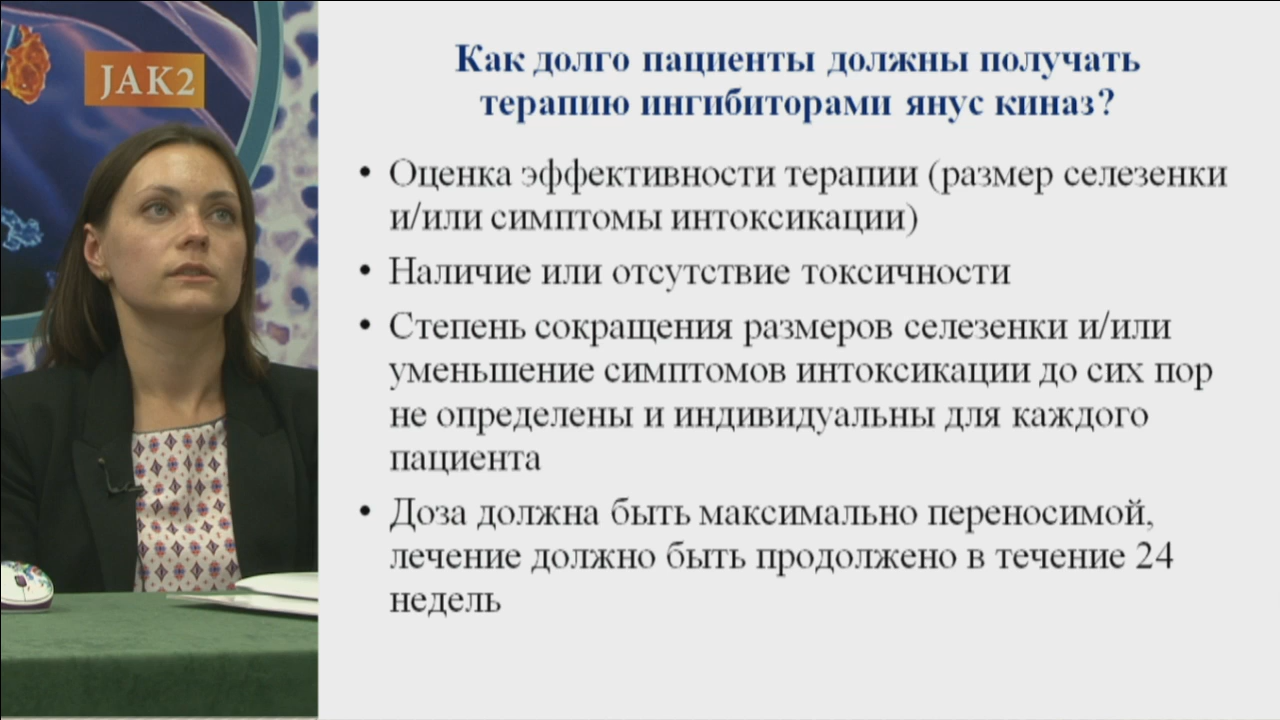 JAK2
Как долго пациенты должны получать
терапию ингибиторами янус киназ?
• Оценка эффективности терапии (размер селезенки
и/или симптомы интоксикации)
• Наличие или отсутствие токсичности
• Степень сокращения размеров селезенки и/или
уменьшение симптомов интоксикации до сих пор
не определены и индивидуальны для каждого
пациента
• Доза должна быть максимально переносимой,
лечение должно быть продолжено в течение 24
недель